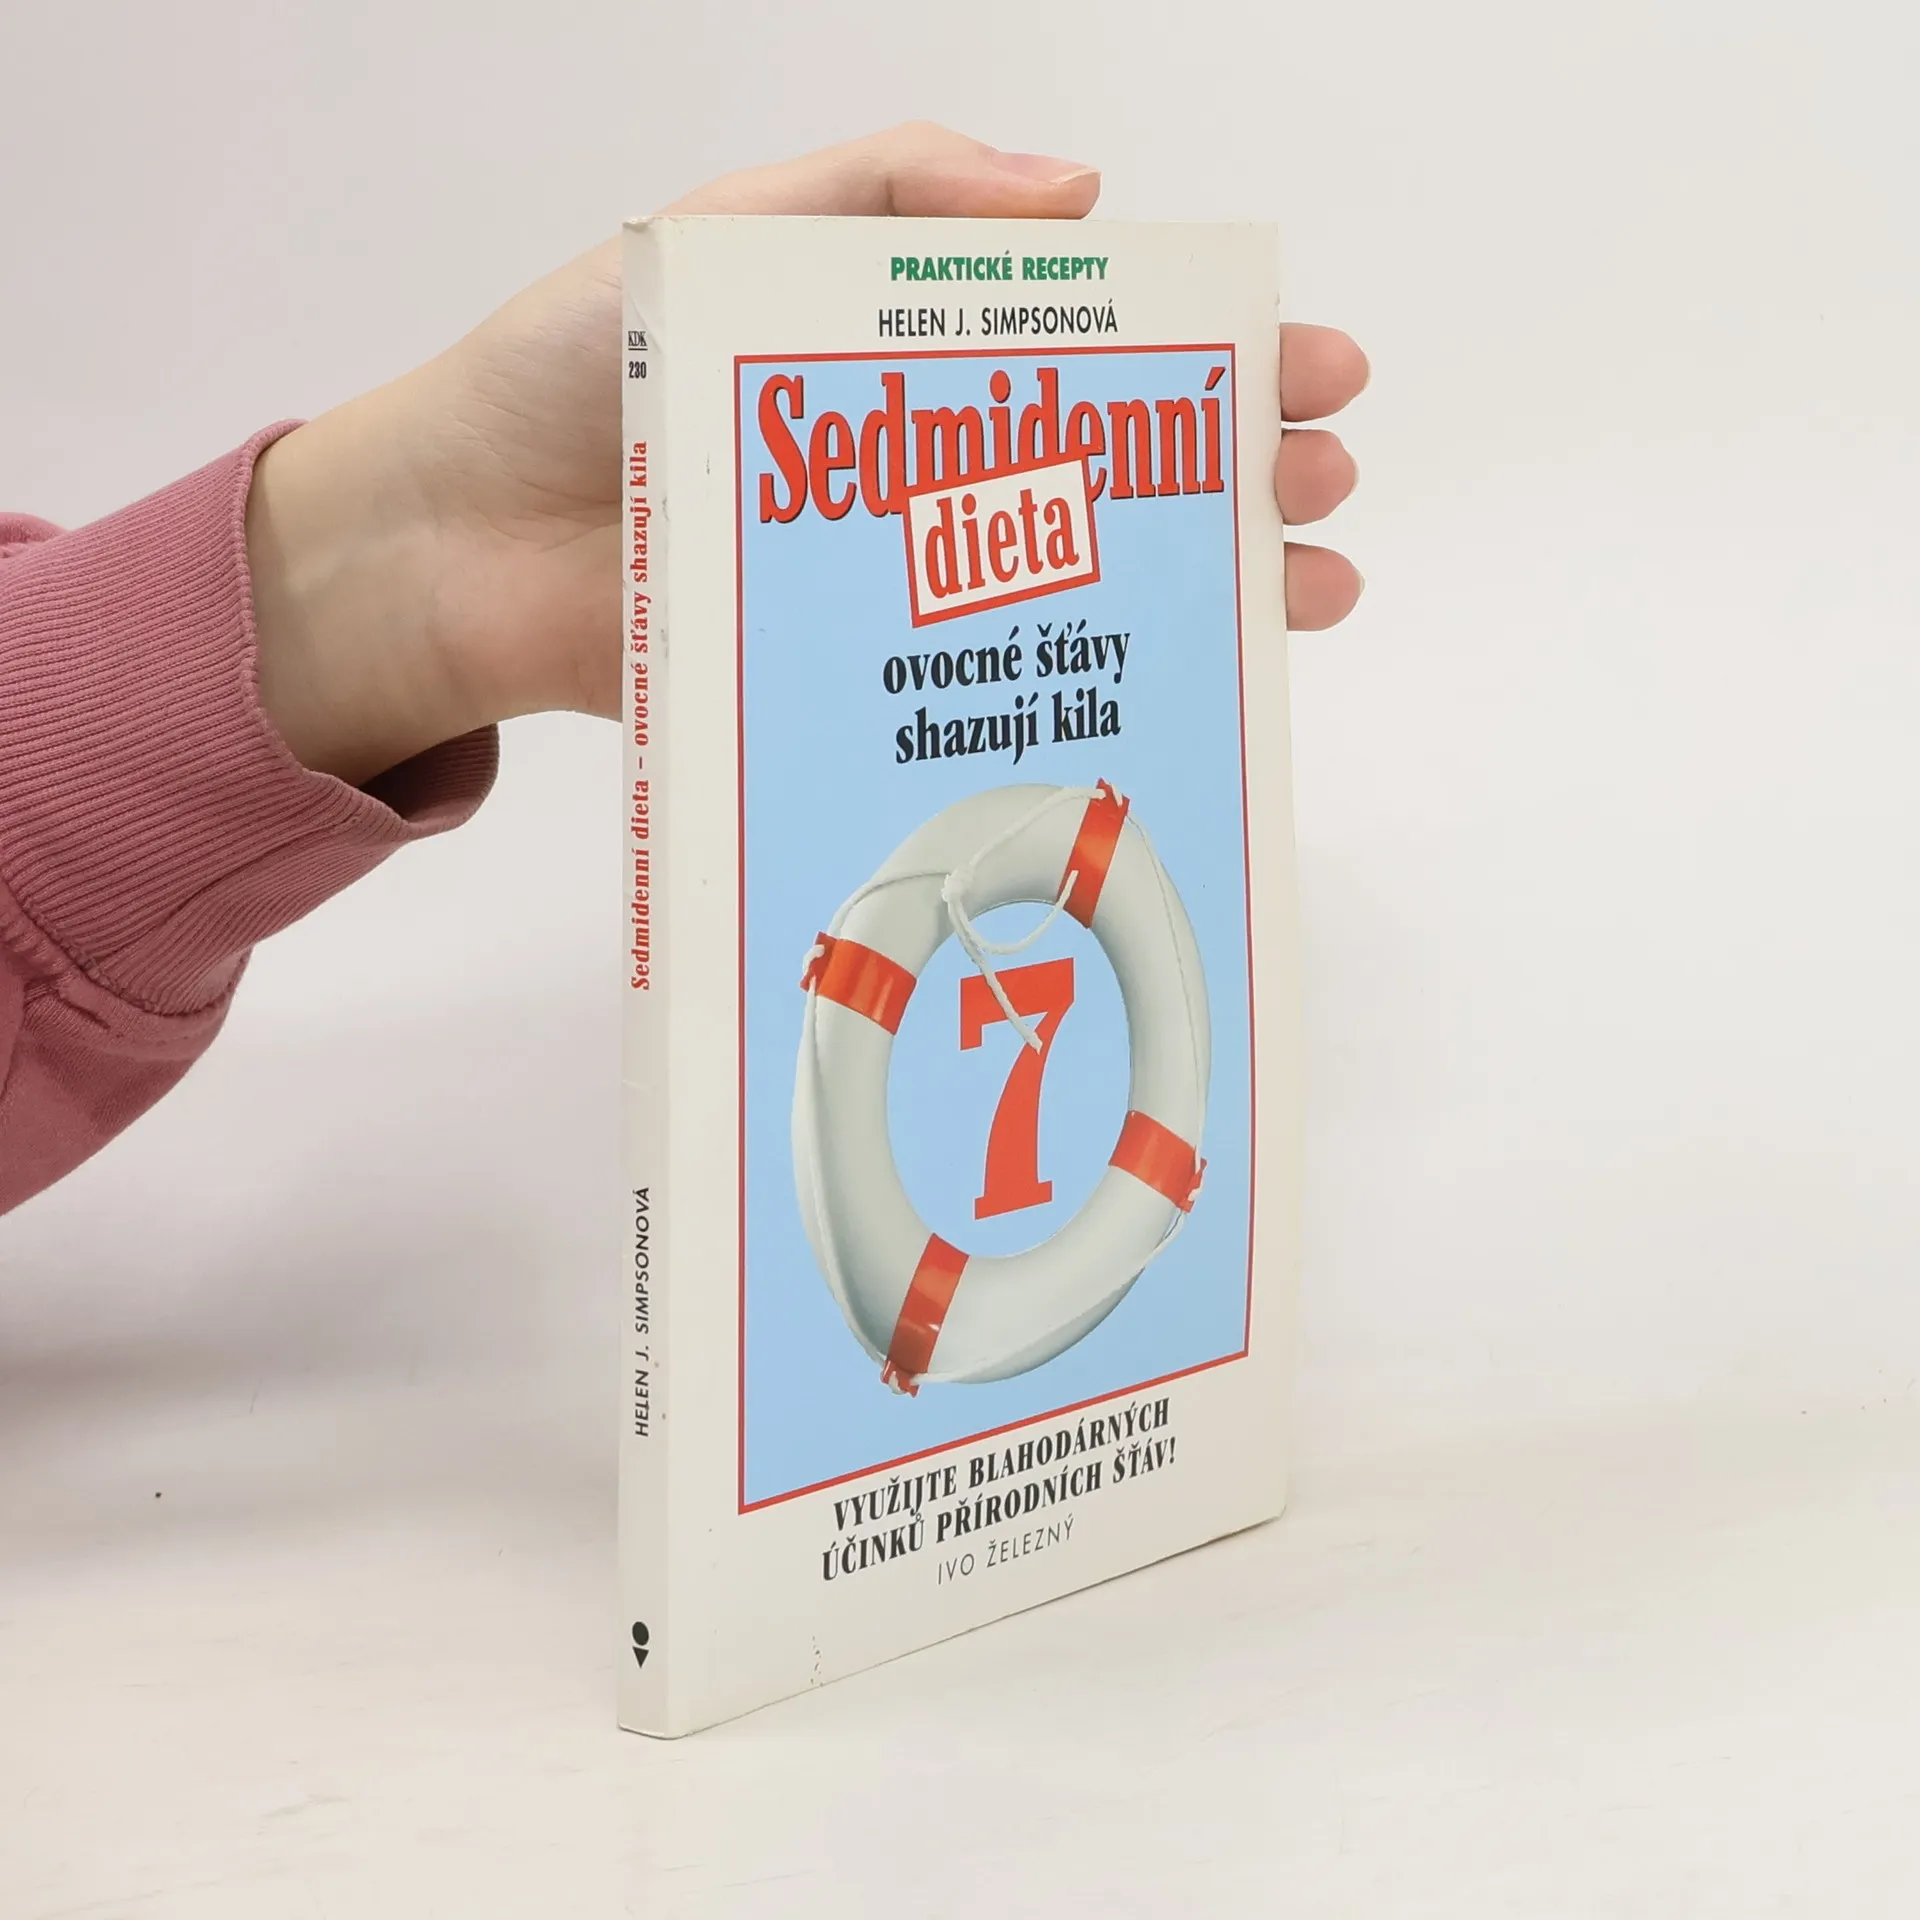 PRAKTICKÉ RECEPTY
HELEN J. SIMPSONOVÁ
Sedmidenní
dieta
ovocné šťávy
shazují kila
7
VYUŽIJTE BLAHODÁRNÝCH
ÚČINKŮ PŘÍRODNÍCH ŠŤÁV!
IVO ŽELEZNÝ
KDK
230
Sedmidenní dieta – ovocné šťávy shazují kila
HELEN J. SIMPSONOVÁ